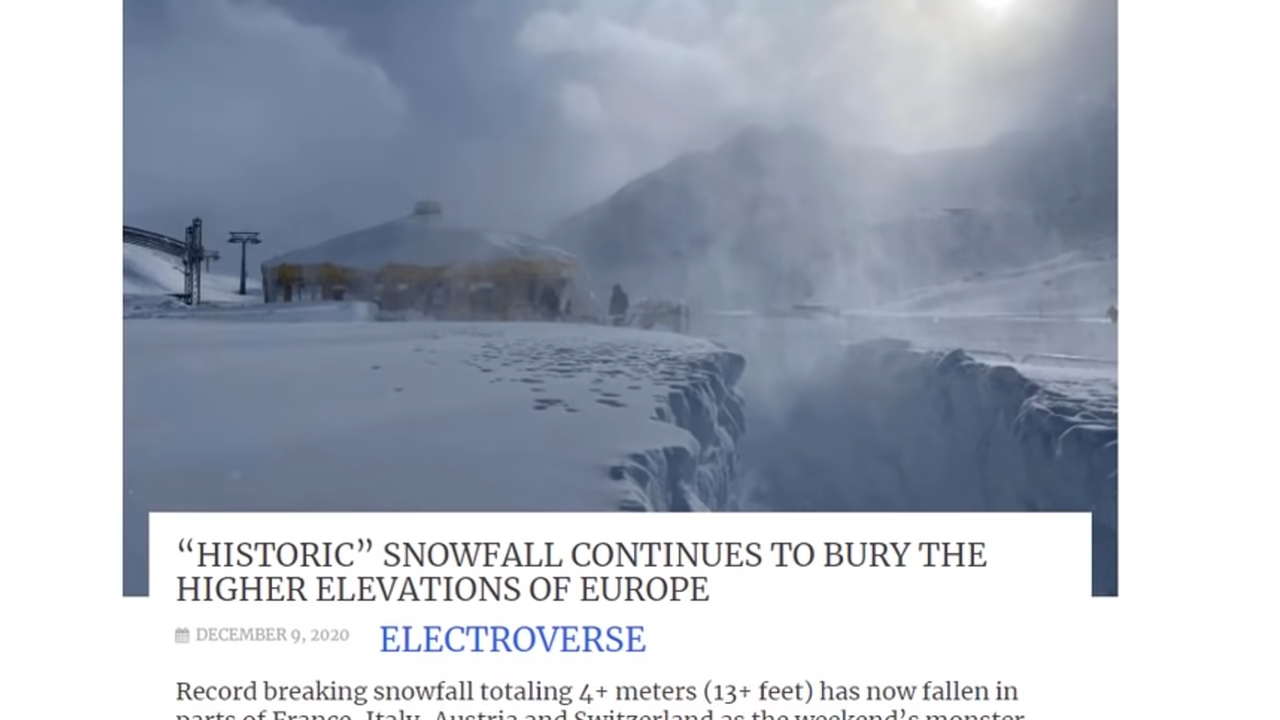 “HISTORIC” SNOWFALL CONTINUES TO BURY THE
HIGHER ELEVATIONS OF EUROPE
DECEMBER 9, 2020 ELECTROVERSE
Record breaking snowfall totaling 4+ meters (13+ feet) has now fallen in
parts of France, Italy, Austria and Switzerland as the weekend’s monster